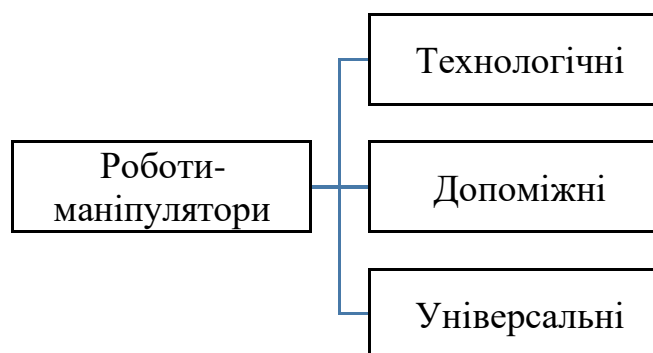 Роботи-
маніпулятори
Технологічні
Допоміжні
Універсальні